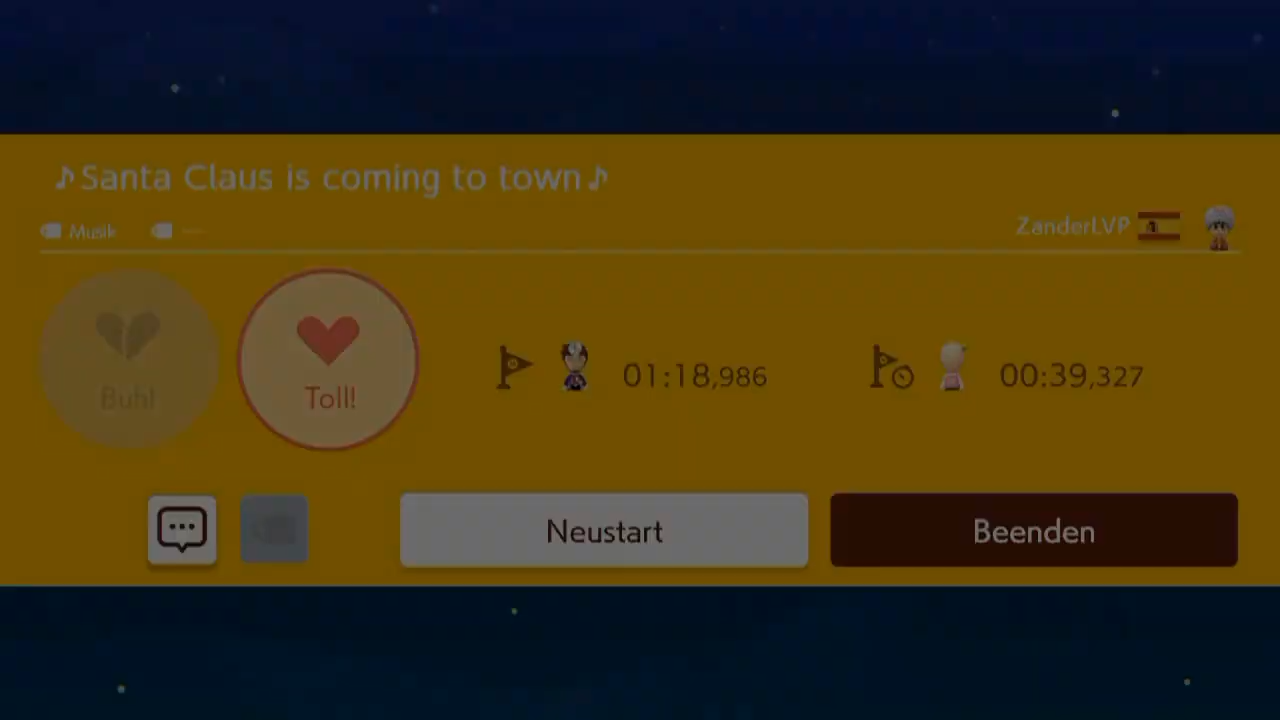 ♪Santa Claus is coming to town♪
Musik
ZanderLVP
Buh!
Toll!
01:18,986
00:39,327
Neustart
Beenden